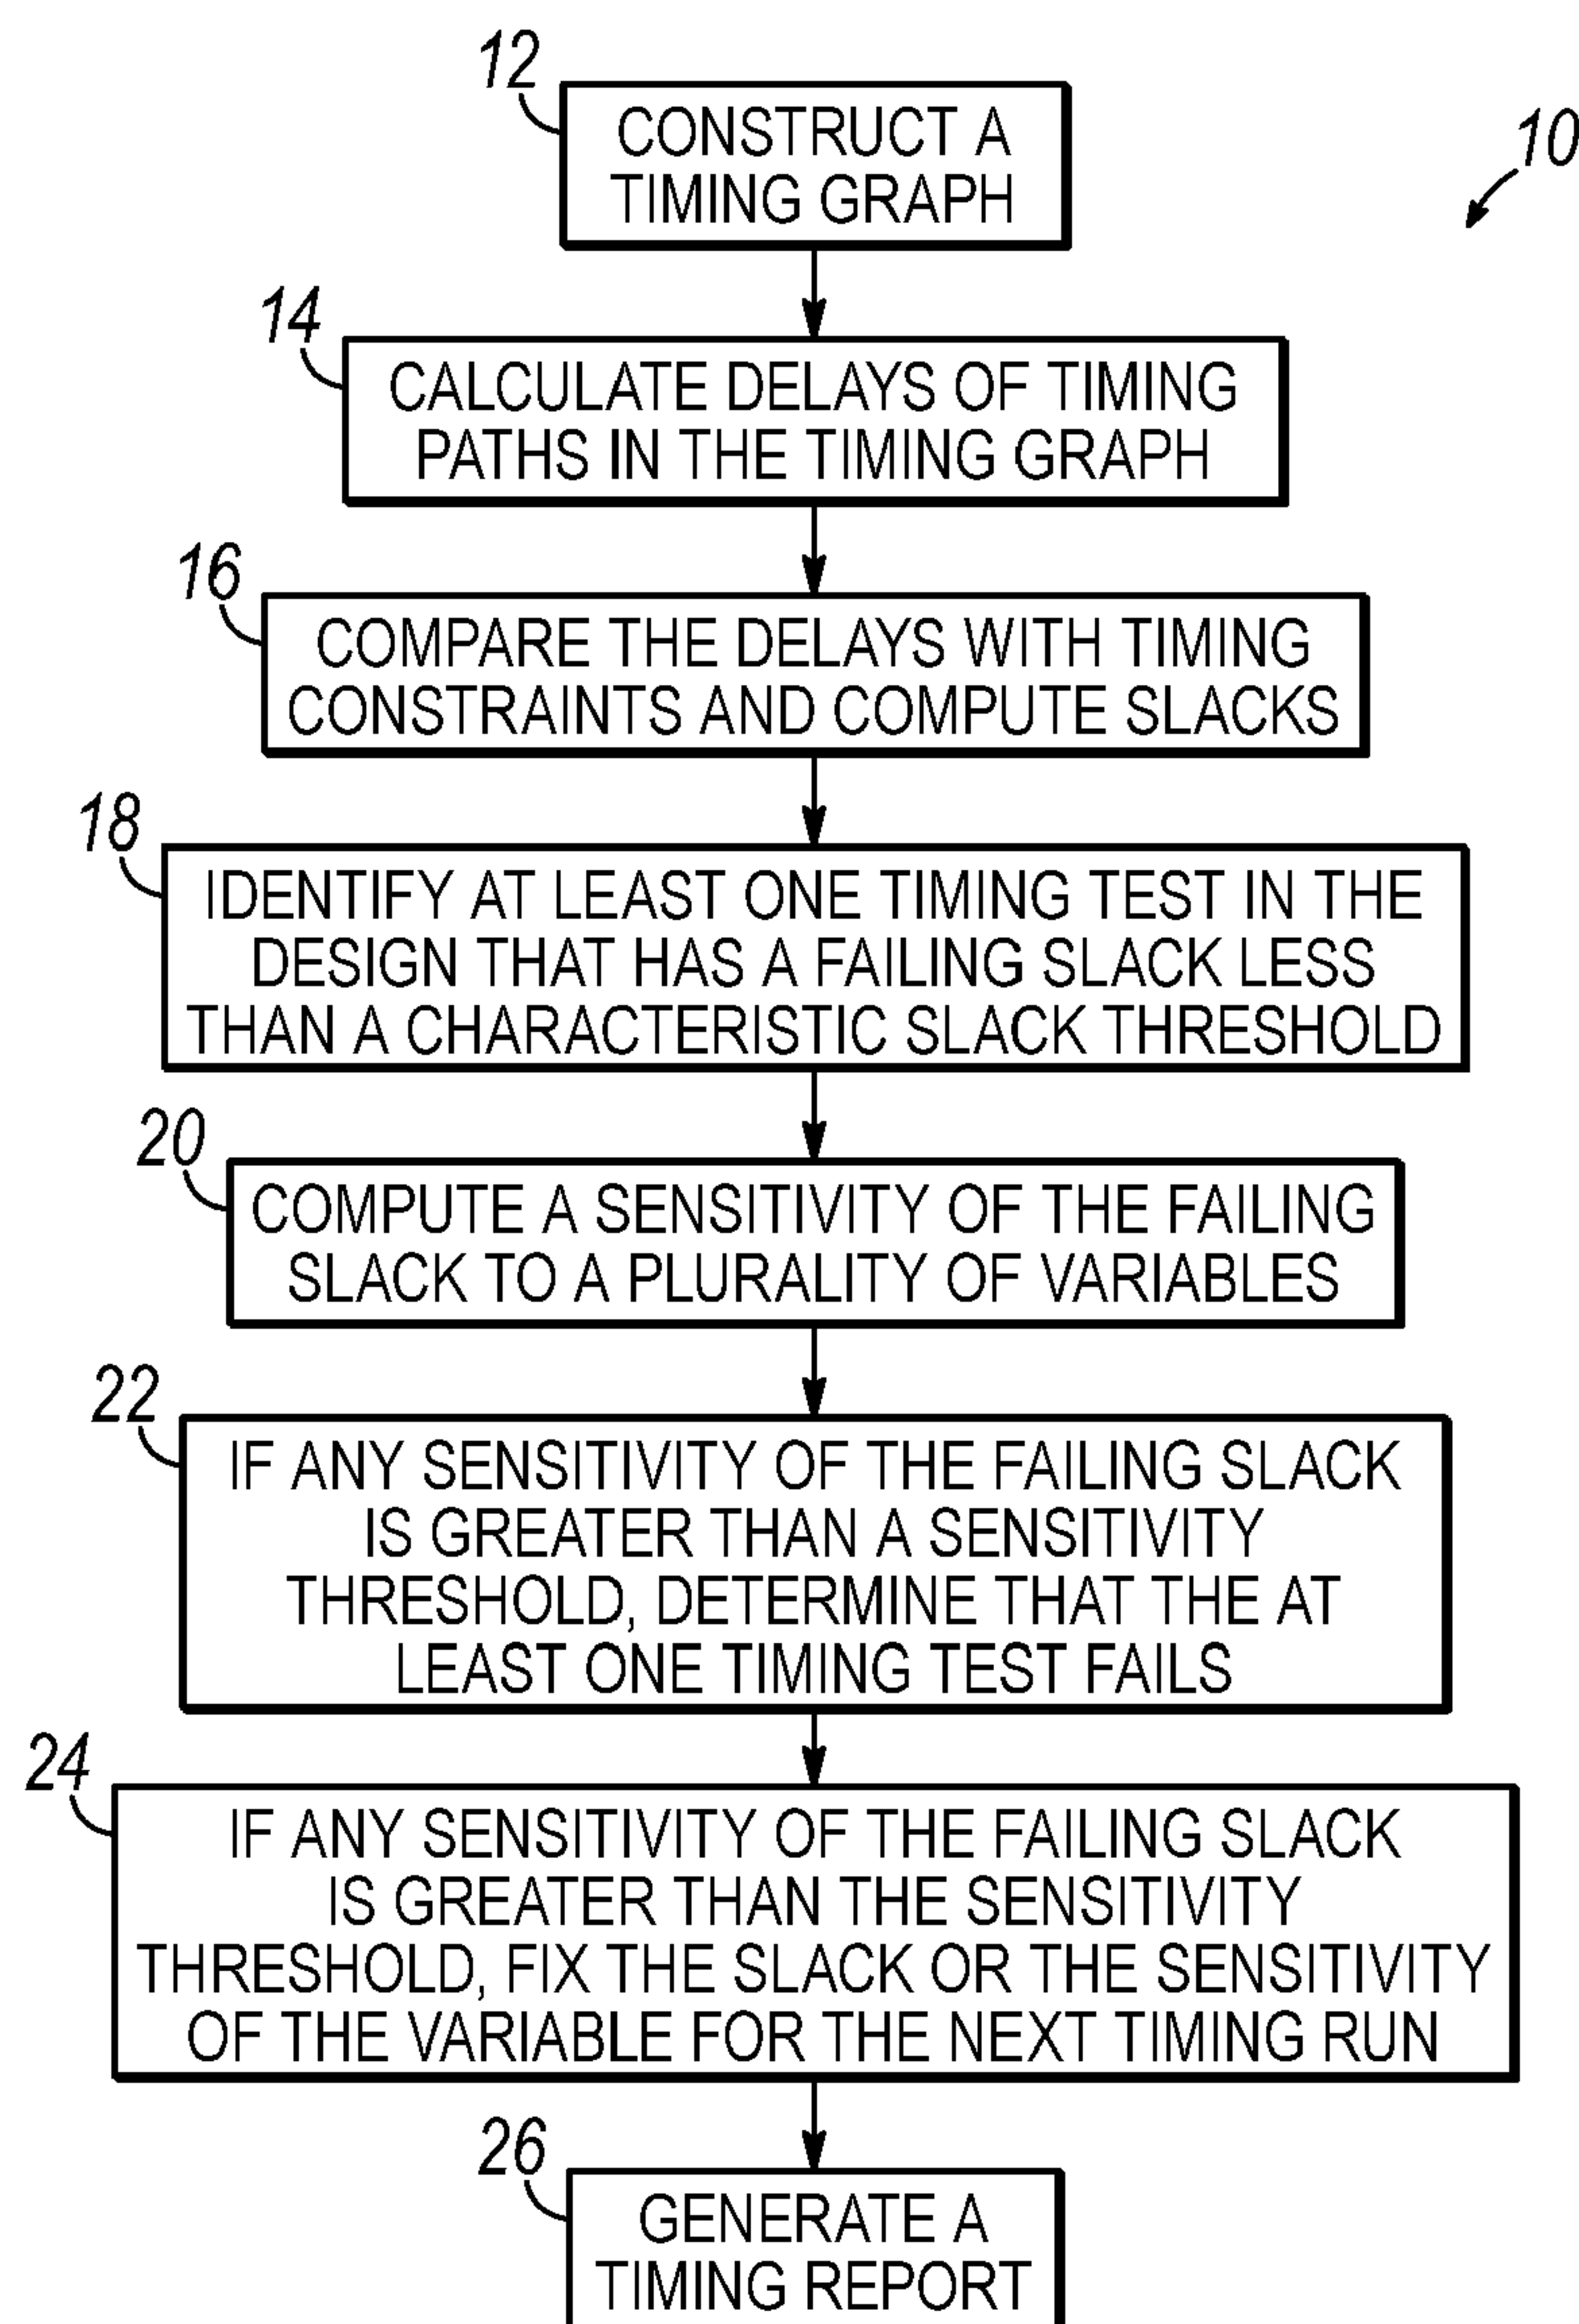 12
CONSTRUCT A
TIMING GRAPH
10
14
CALCULATE DELAYS OF TIMING
PATHS IN THE TIMING GRAPH
16
COMPARE THE DELAYS WITH TIMING
CONSTRAINTS AND COMPUTE SLACKS
18
IDENTIFY AT LEAST ONE TIMING TEST IN THE
DESIGN THAT HAS A FAILING SLACK LESS
THAN A CHARACTERISTIC SLACK THRESHOLD
20
COMPUTE A SENSITIVITY OF THE FAILING
SLACK TO A PLURALITY OF VARIABLES
22
IF ANY SENSITIVITY OF THE FAILING SLACK
IS GREATER THAN A SENSITIVITY
THRESHOLD, DETERMINE THAT THE AT
LEAST ONE TIMING TEST FAILS
24
IF ANY SENSITIVITY OF THE FAILING SLACK
IS GREATER THAN THE SENSITIVITY
THRESHOLD, FIX THE SLACK OR THE SENSITIVITY
OF THE VARIABLE FOR THE NEXT TIMING RUN
26
GENERATE A
TIMING REPORT